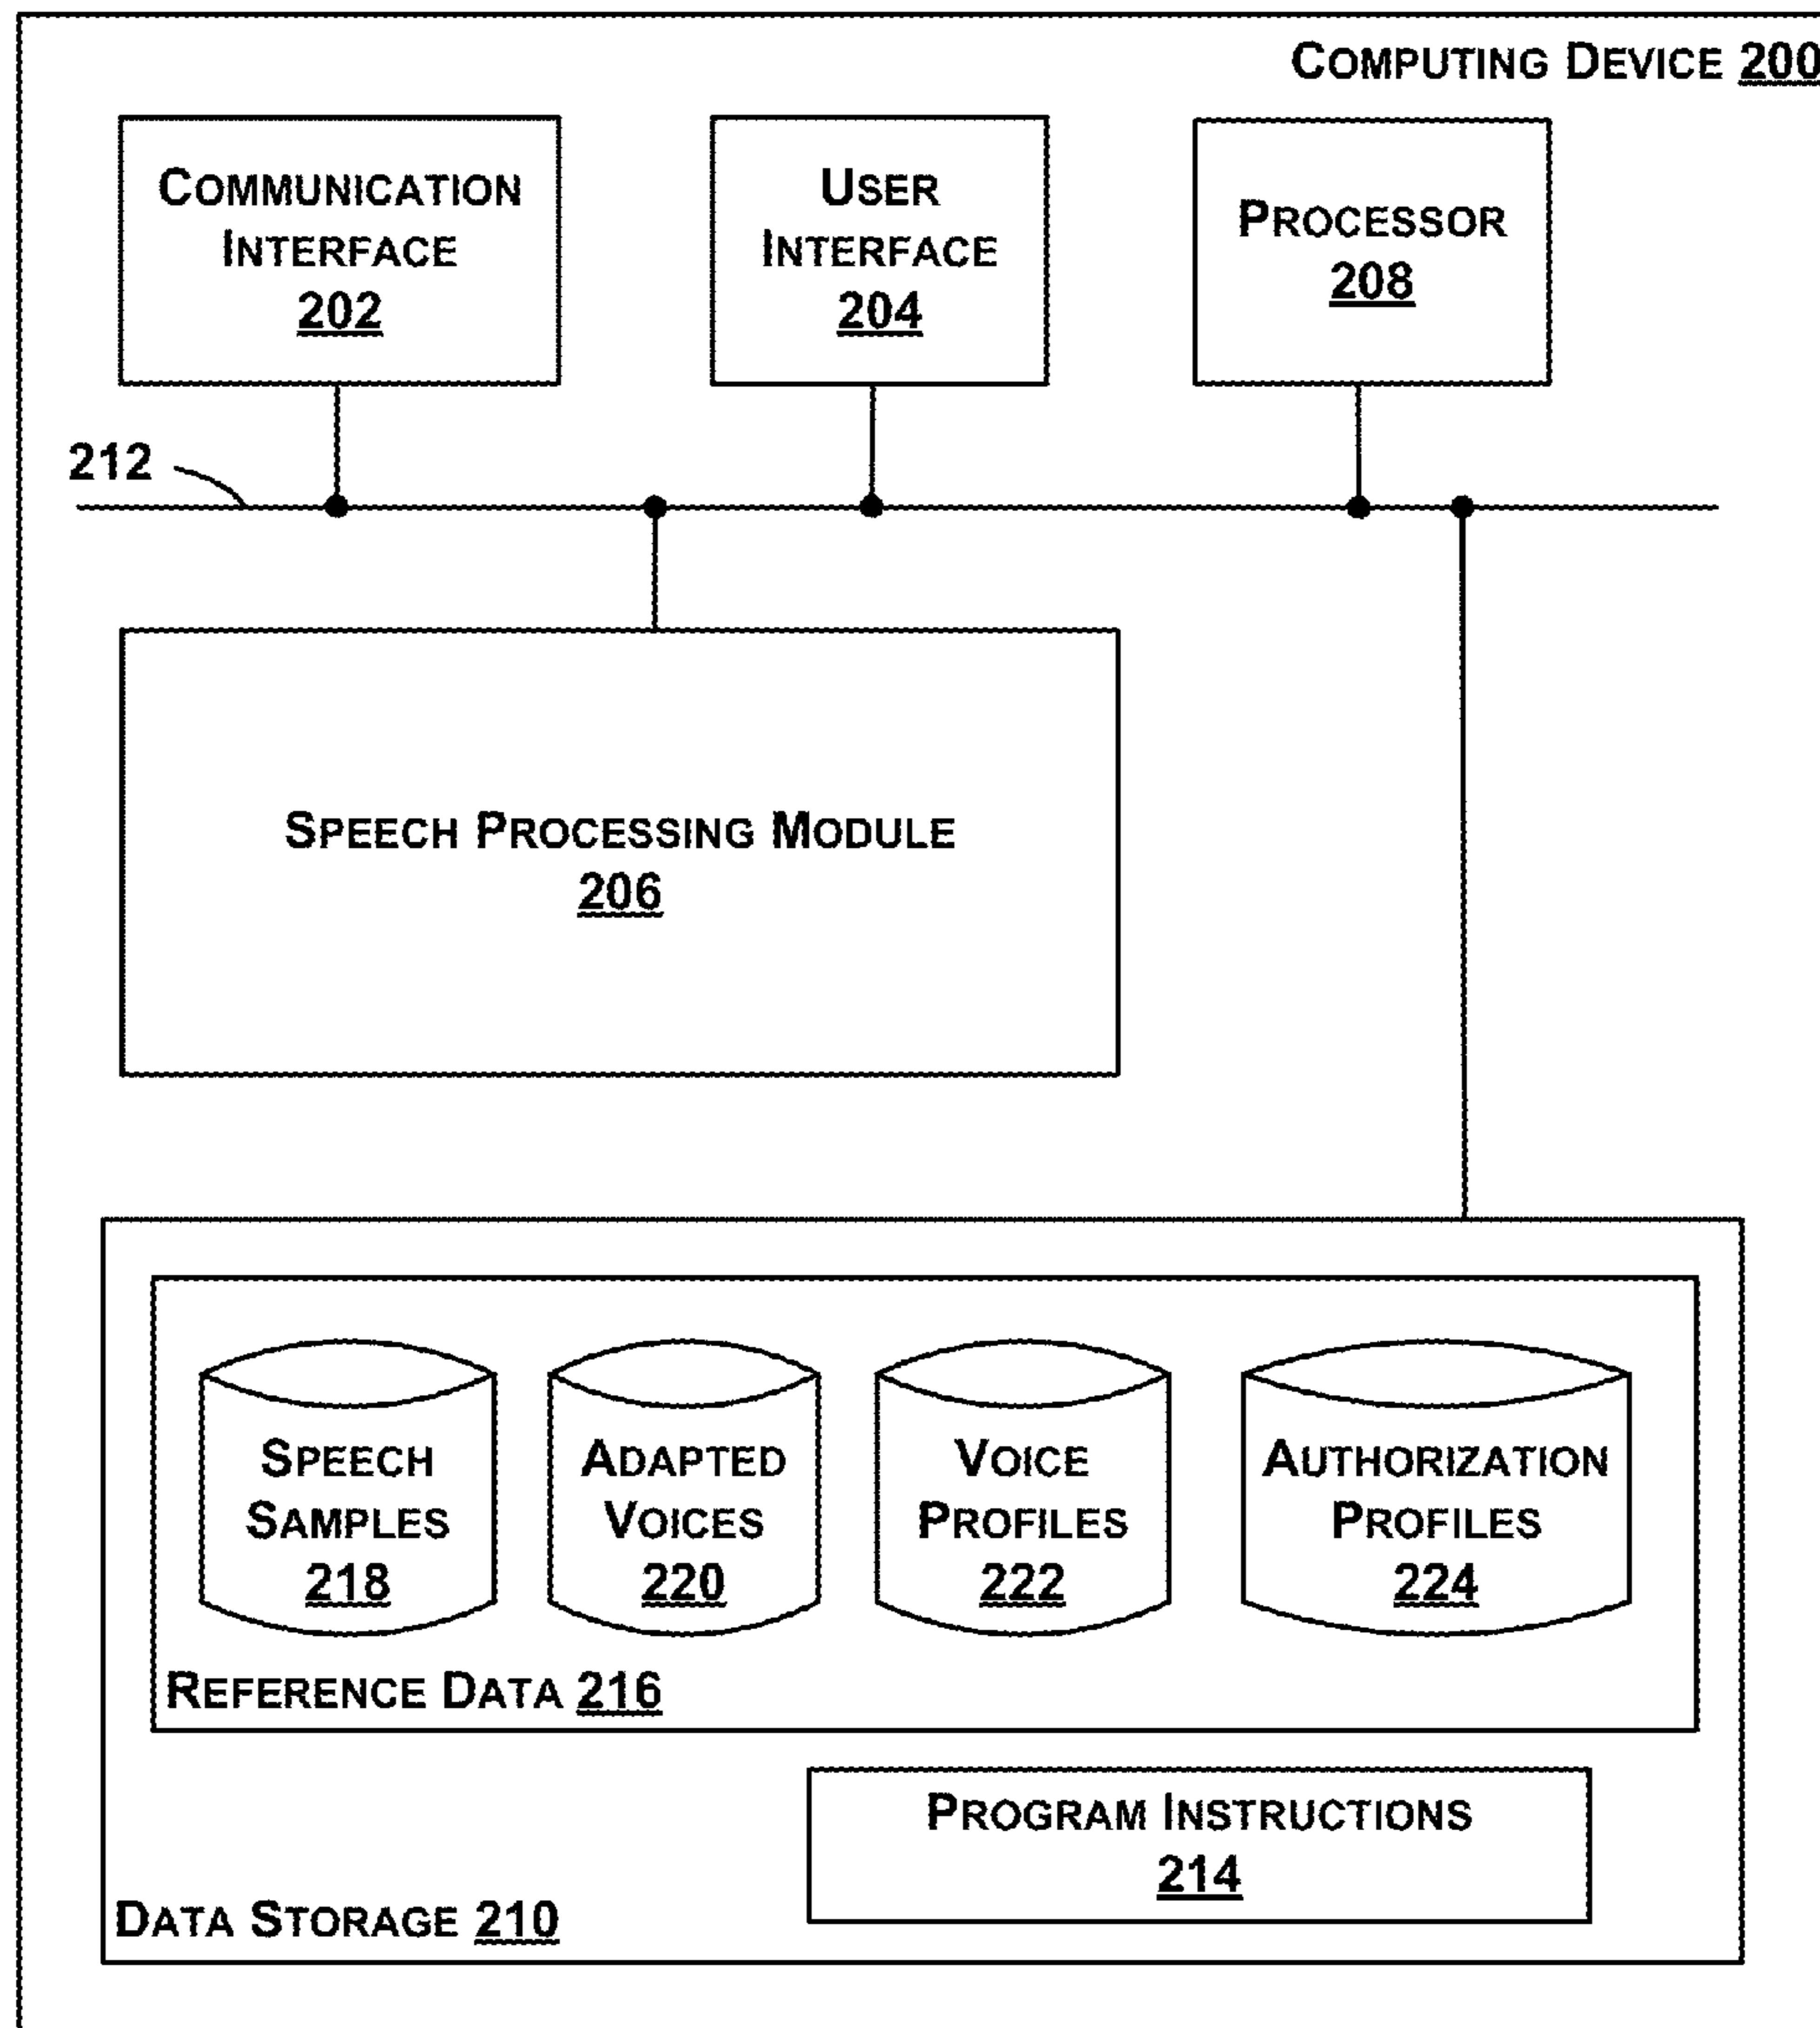 COMPUTING DEVICE 200
COMMUNICATION
INTERFACE
202
USER
INTERFACE
204
PROCESSOR
208
212
SPEECH PROCESSING MODULE
206
SPEECH
SAMPLES
218
ADAPTED
VOICES
220
VOICE
PROFILES
222
AUTHORIZATION
PROFILES
224
REFERENCE DATA 216
PROGRAM INSTRUCTIONS
214
DATA STORAGE 210